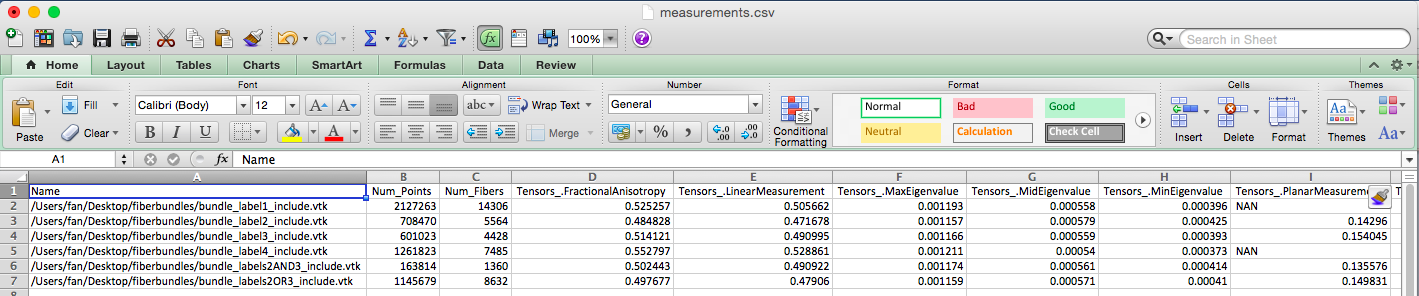 measurements.csv
100% Search in Sheet
Home Layout Tables Charts SmartArt Formulas Data Review
Edit Font Alignment Number Format Cells Themes
Fill Calibri (Body) 12 A A abc Wrap Text General Normal Bad Good
Paste Clear B I U A Merge % , .0 .00 .00 .0 Conditional Formatting Neutral Calculation Check Cell Insert Delete Format Themes Aa
A1 fx Name
A B C D E F G H I
1 Name Num_Points Num_Fibers Tensors_.FractionalAnisotropy Tensors_.LinearMeasurement Tensors_.MaxEigenvalue Tensors_.MidEigenvalue Tensors_.MinEigenvalue Tensors_.PlanarMeasureme T
2 /Users/fan/Desktop/fiberbundles/bundle_label1_include.vtk 2127263 14306 0.525257 0.505662 0.001193 0.000558 0.000396 NAN
3 /Users/fan/Desktop/fiberbundles/bundle_label2_include.vtk 708470 5564 0.484828 0.471678 0.001157 0.000579 0.000425 0.14296
4 /Users/fan/Desktop/fiberbundles/bundle_label3_include.vtk 601023 4428 0.514121 0.490995 0.001166 0.000559 0.000393 0.154045
5 /Users/fan/Desktop/fiberbundles/bundle_label4_include.vtk 1261823 7485 0.552797 0.528861 0.001211 0.00054 0.000373 NAN
6 /Users/fan/Desktop/fiberbundles/bundle_labels2AND3_include.vtk 163814 1360 0.502443 0.490922 0.001174 0.000561 0.000414 0.135576
7 /Users/fan/Desktop/fiberbundles/bundle_labels2OR3_include.vtk 1145679 8632 0.497677 0.47906 0.001159 0.000571 0.00041 0.149831
8